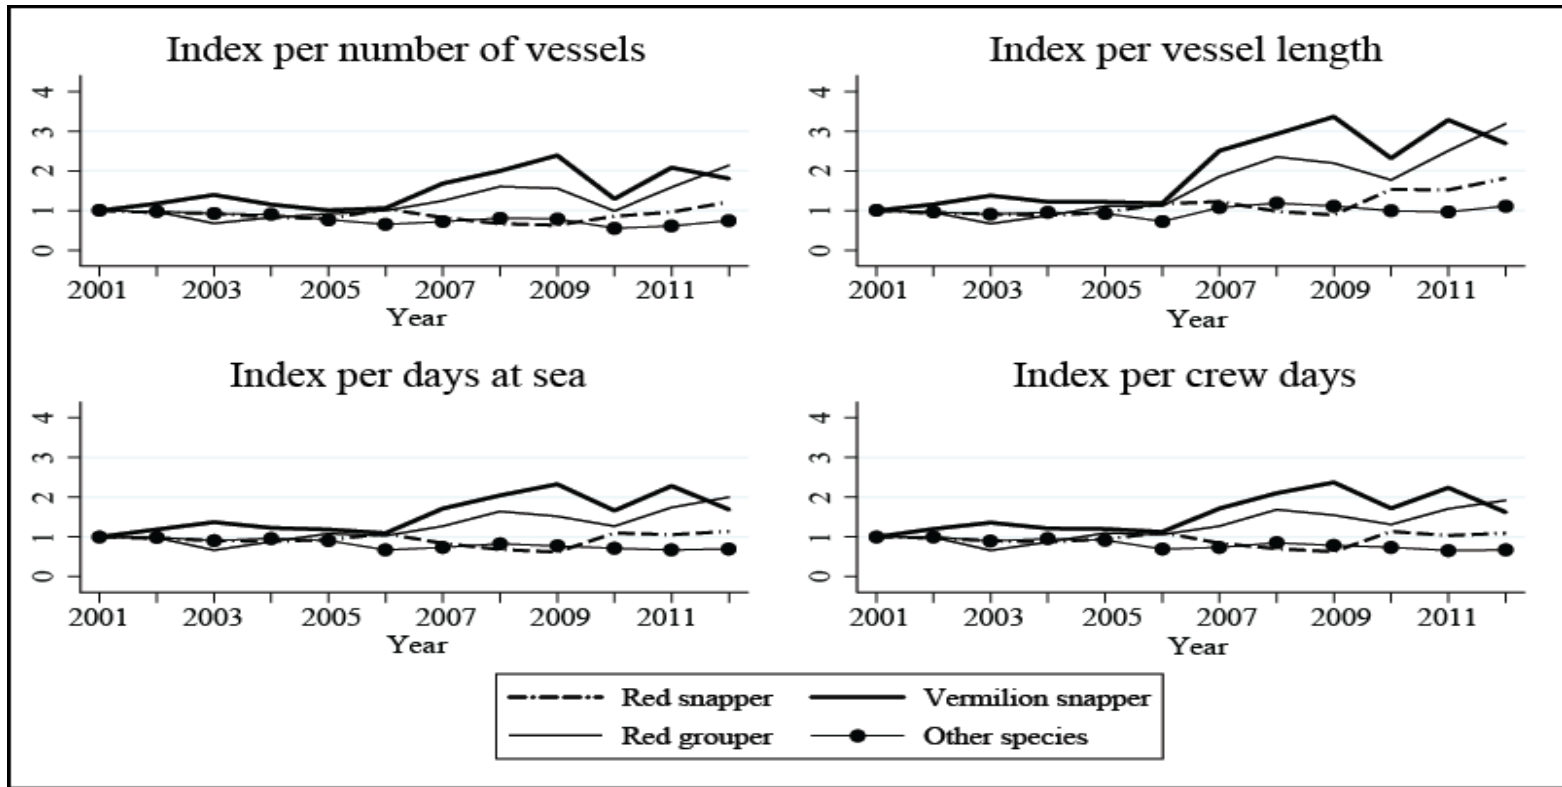 Index per number of vessels
4
3
2
1
0
2001 2003 2005 2007 2009 2011
Year
Index per vessel length
4
3
2
1
0
2001 2003 2005 2007 2009 2011
Year
Index per days at sea
4
3
2
1
0
2001 2003 2005 2007 2009 2011
Year
Index per crew days
4
3
2
1
0
2001 2003 2005 2007 2009 2011
Year
Red snapper Vermilion snapper
Red grouper Other species